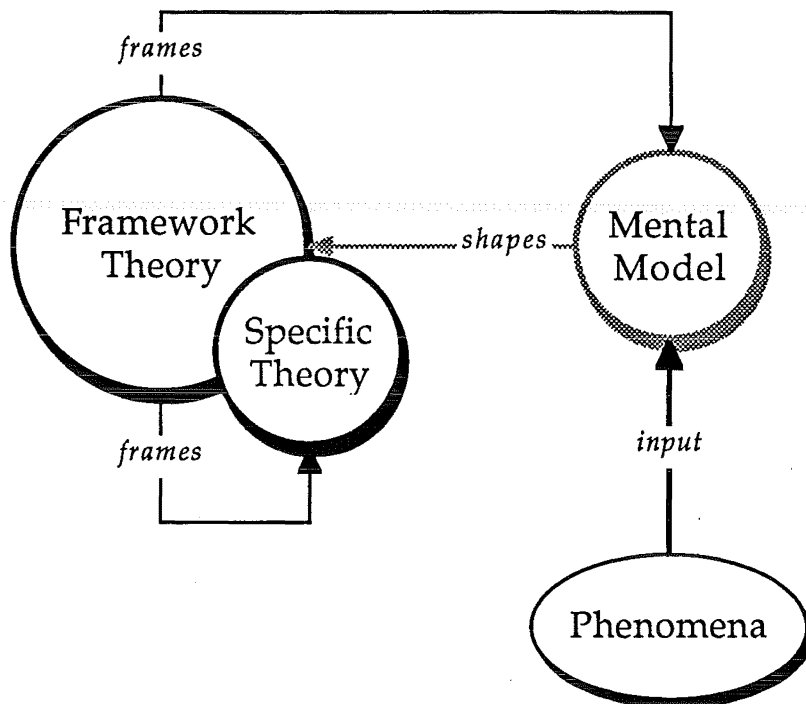 frames
Framework
Theory
shapes
Mental
Model
Specific
Theory
frames
input
Phenomena